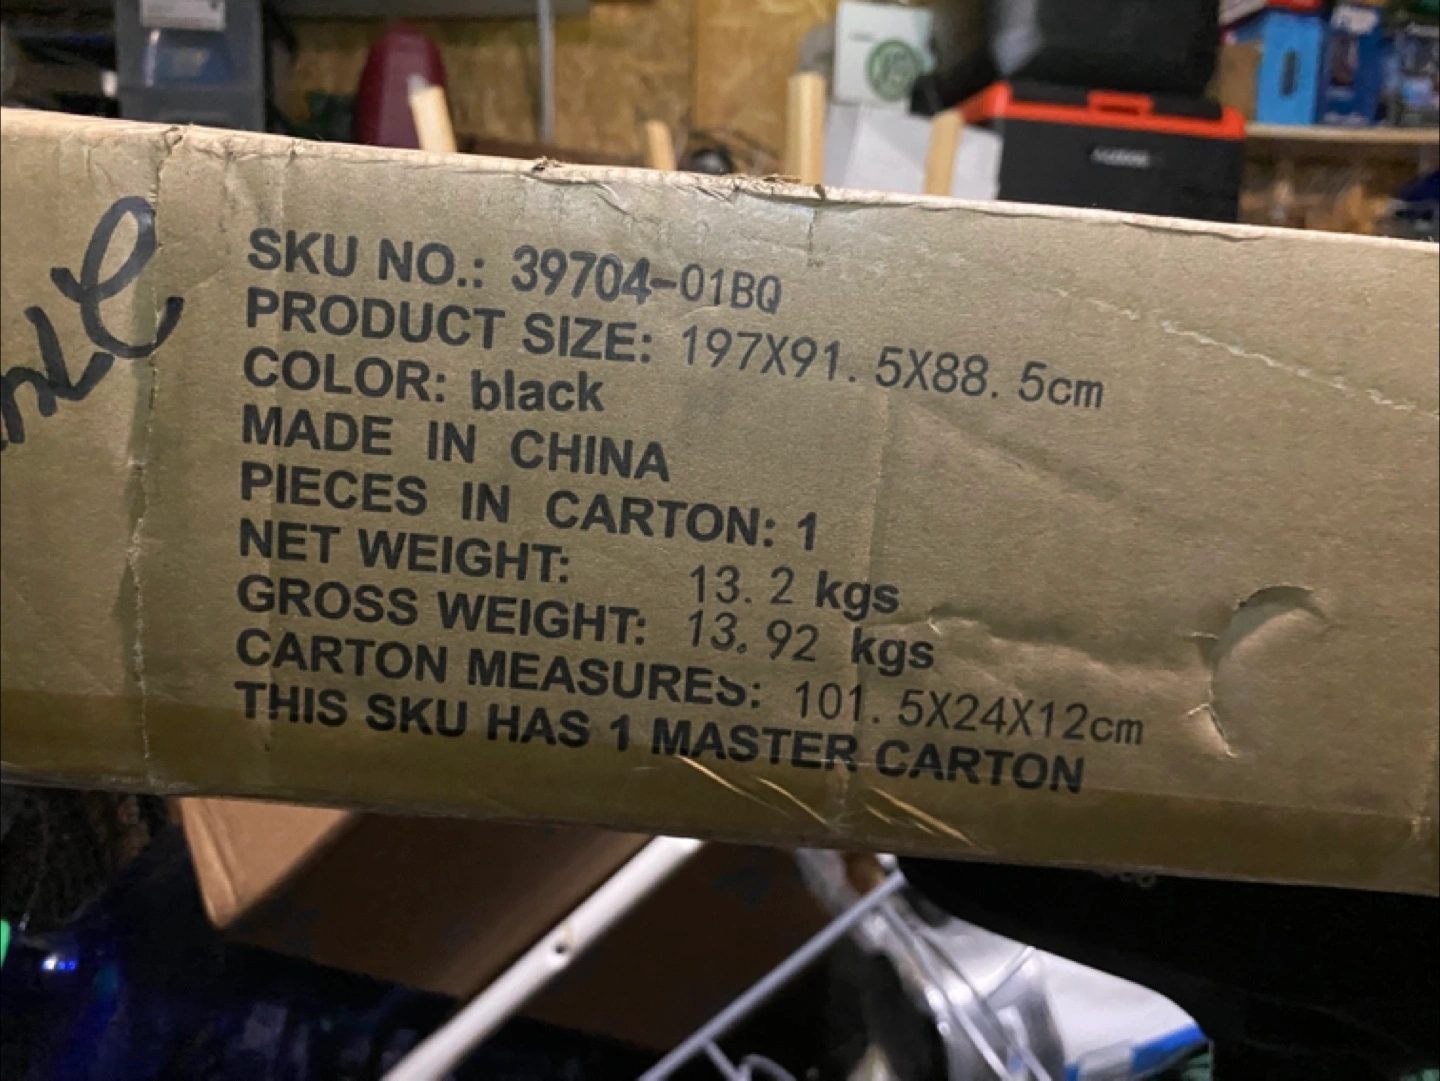 SKU NO.: 39704-01BQ
PRODUCT SIZE: 197X91. 5X88. 5cm
COLOR: black
MADE IN CHINA
PIECES IN CARTON: 1
NET WEIGHT: 13. 2 kgs
GROSS WEIGHT: 13. 92 kgs
CARTON MEASURES: 101. 5X24X12cm
THIS SKU HAS 1 MASTER CARTON